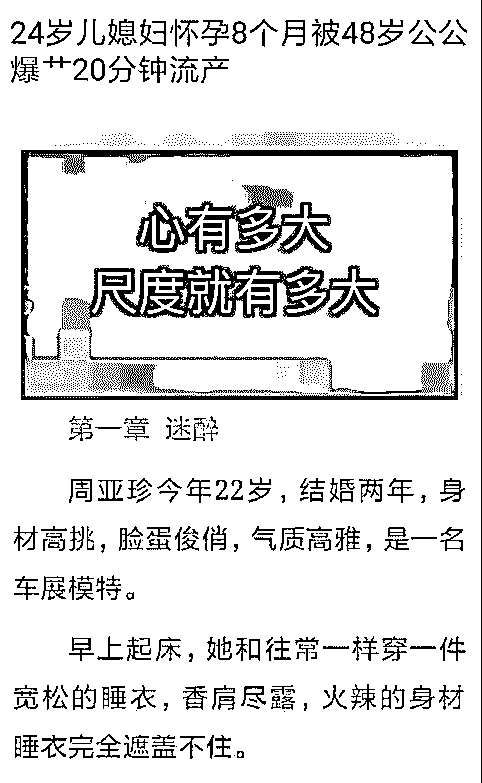 24岁儿媳妇怀孕8个月被48岁公公
爆艹20分钟流产
心有多大
尺度就有多大
第一章 迷醉
周亚珍今年22岁，结婚两年，身
材高挑，脸蛋俊俏，气质高雅，是一名
车展模特。
早上起床，她和往常一样穿一件
宽松的睡衣，香肩尽露，火辣的身材
睡衣完全遮盖不住。